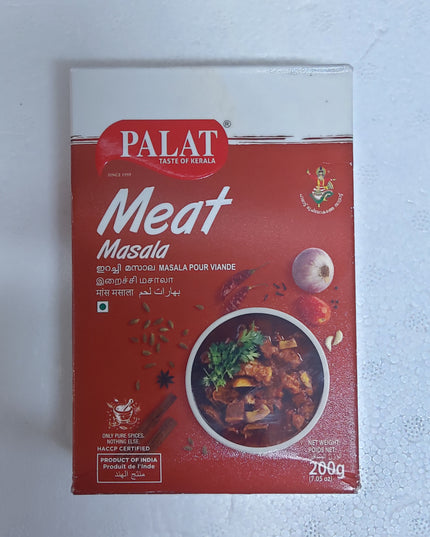 PALAT®
TASTE OF KERALA
SINCE 1999
Meat
Masala
ഇറച്ചി മസാല MASALA POUR VIANDE
இறைச்சி மசாலா
मांस मसाला بهارات لحم
ONLY PURE SPICES,
NOTHING ELSE.
HACCP CERTIFIED
PRODUCT OF INDIA
Produit de l'Inde
منتج الهند
NET WEIGHT
POIDS NET:
200g
(7.05 oz)